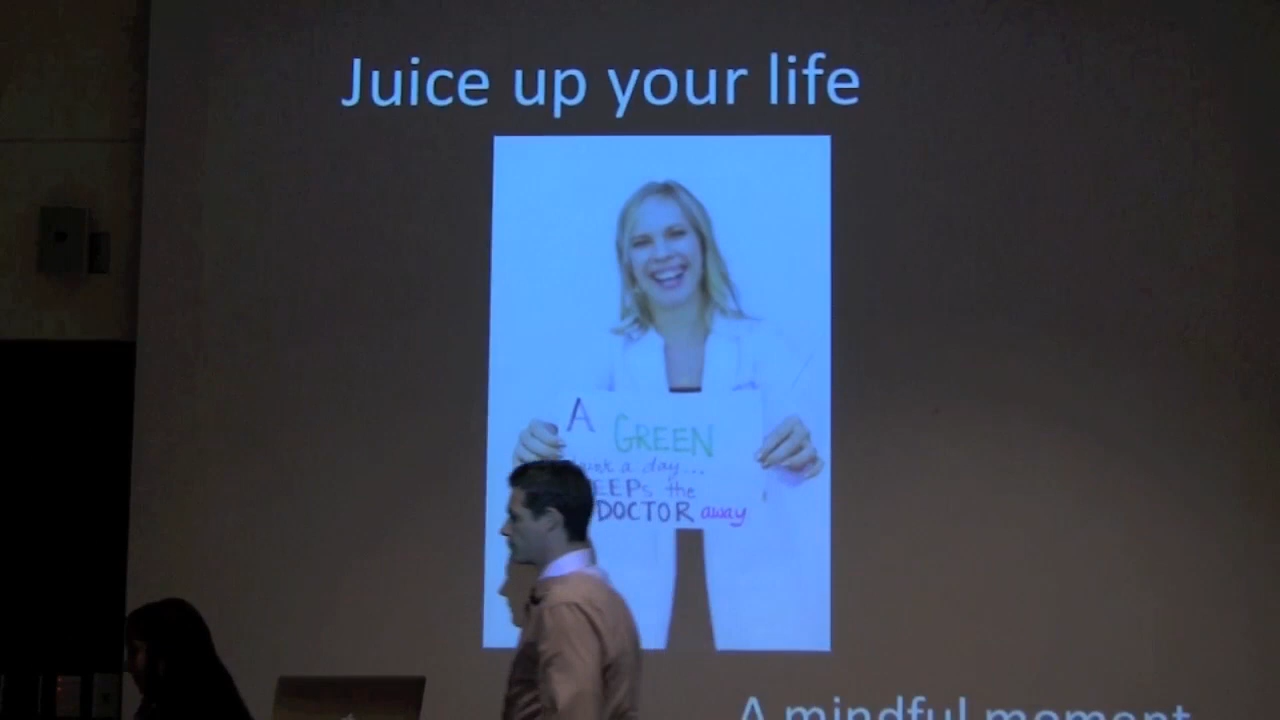 Juice up your life
A
GREEN
a day...
the
DOCTOR away
A mindful moment